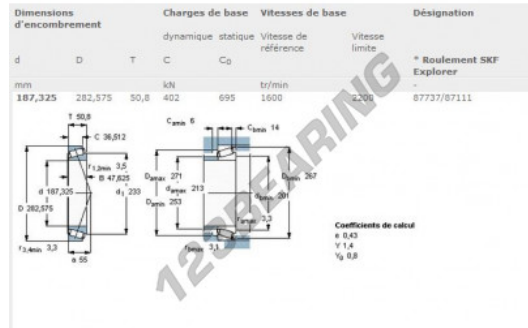 Dimensions d'encombrement Charges de base Vitesses de base Désignation
dynamique statique Vitesse de référence Vitesse limite
d D T C C0 * Roulement SKF Explorer
mm kN tr/min -
187,325 282,575 50,8 402 695 1600 2200 87737/87111
T 50,8
C 36,512
r1,2min 3,5
B 47,625
d 187,325
d1 233
D 282,575
r3,4min 3,3
a 55
Camin 6
Cbmin 14
Damax 271
damax 213
Damin 253
Dbmin 267
dbmin 201
ramax 3,3
rbmax 3,1
Coefficients de calcul
e 0,43
Y 1,4
Y0 0,8
123BEARING